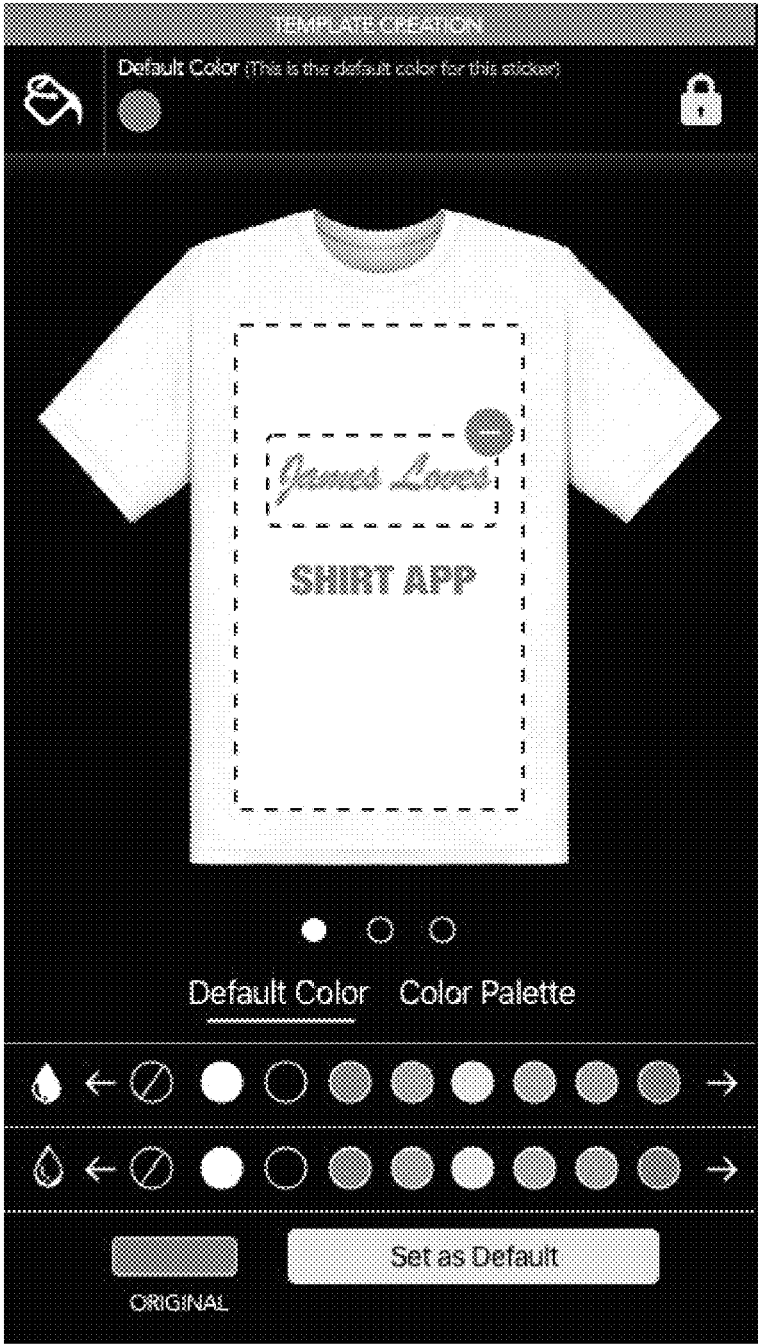 TEMPLATE CREATION
Default Color (This is the default color for this sticker)
James Loves
SHIRT APP
Default Color Color Palette
Set as Default
ORIGINAL